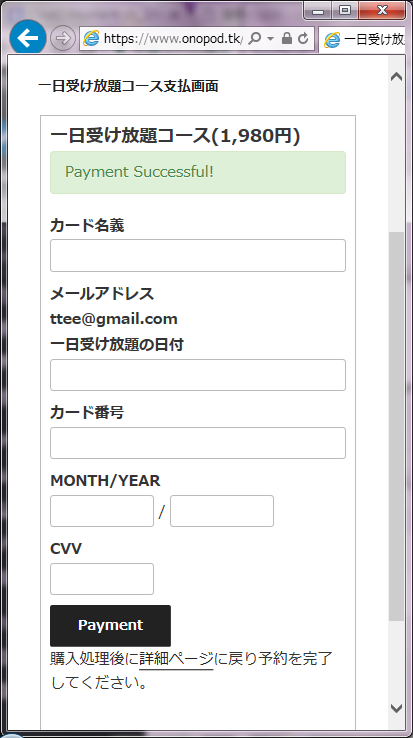 https://www.onopod.tk/
一日受け放
一日受け放題コース支払画面
一日受け放題コース(1,980円)
Payment Successful!
カード名義
メールアドレス
ttee@gmail.com
一日受け放題の日付
カード番号
MONTH/YEAR
/
CVV
Payment
購入処理後に詳細ページに戻り予約を完了
してください。